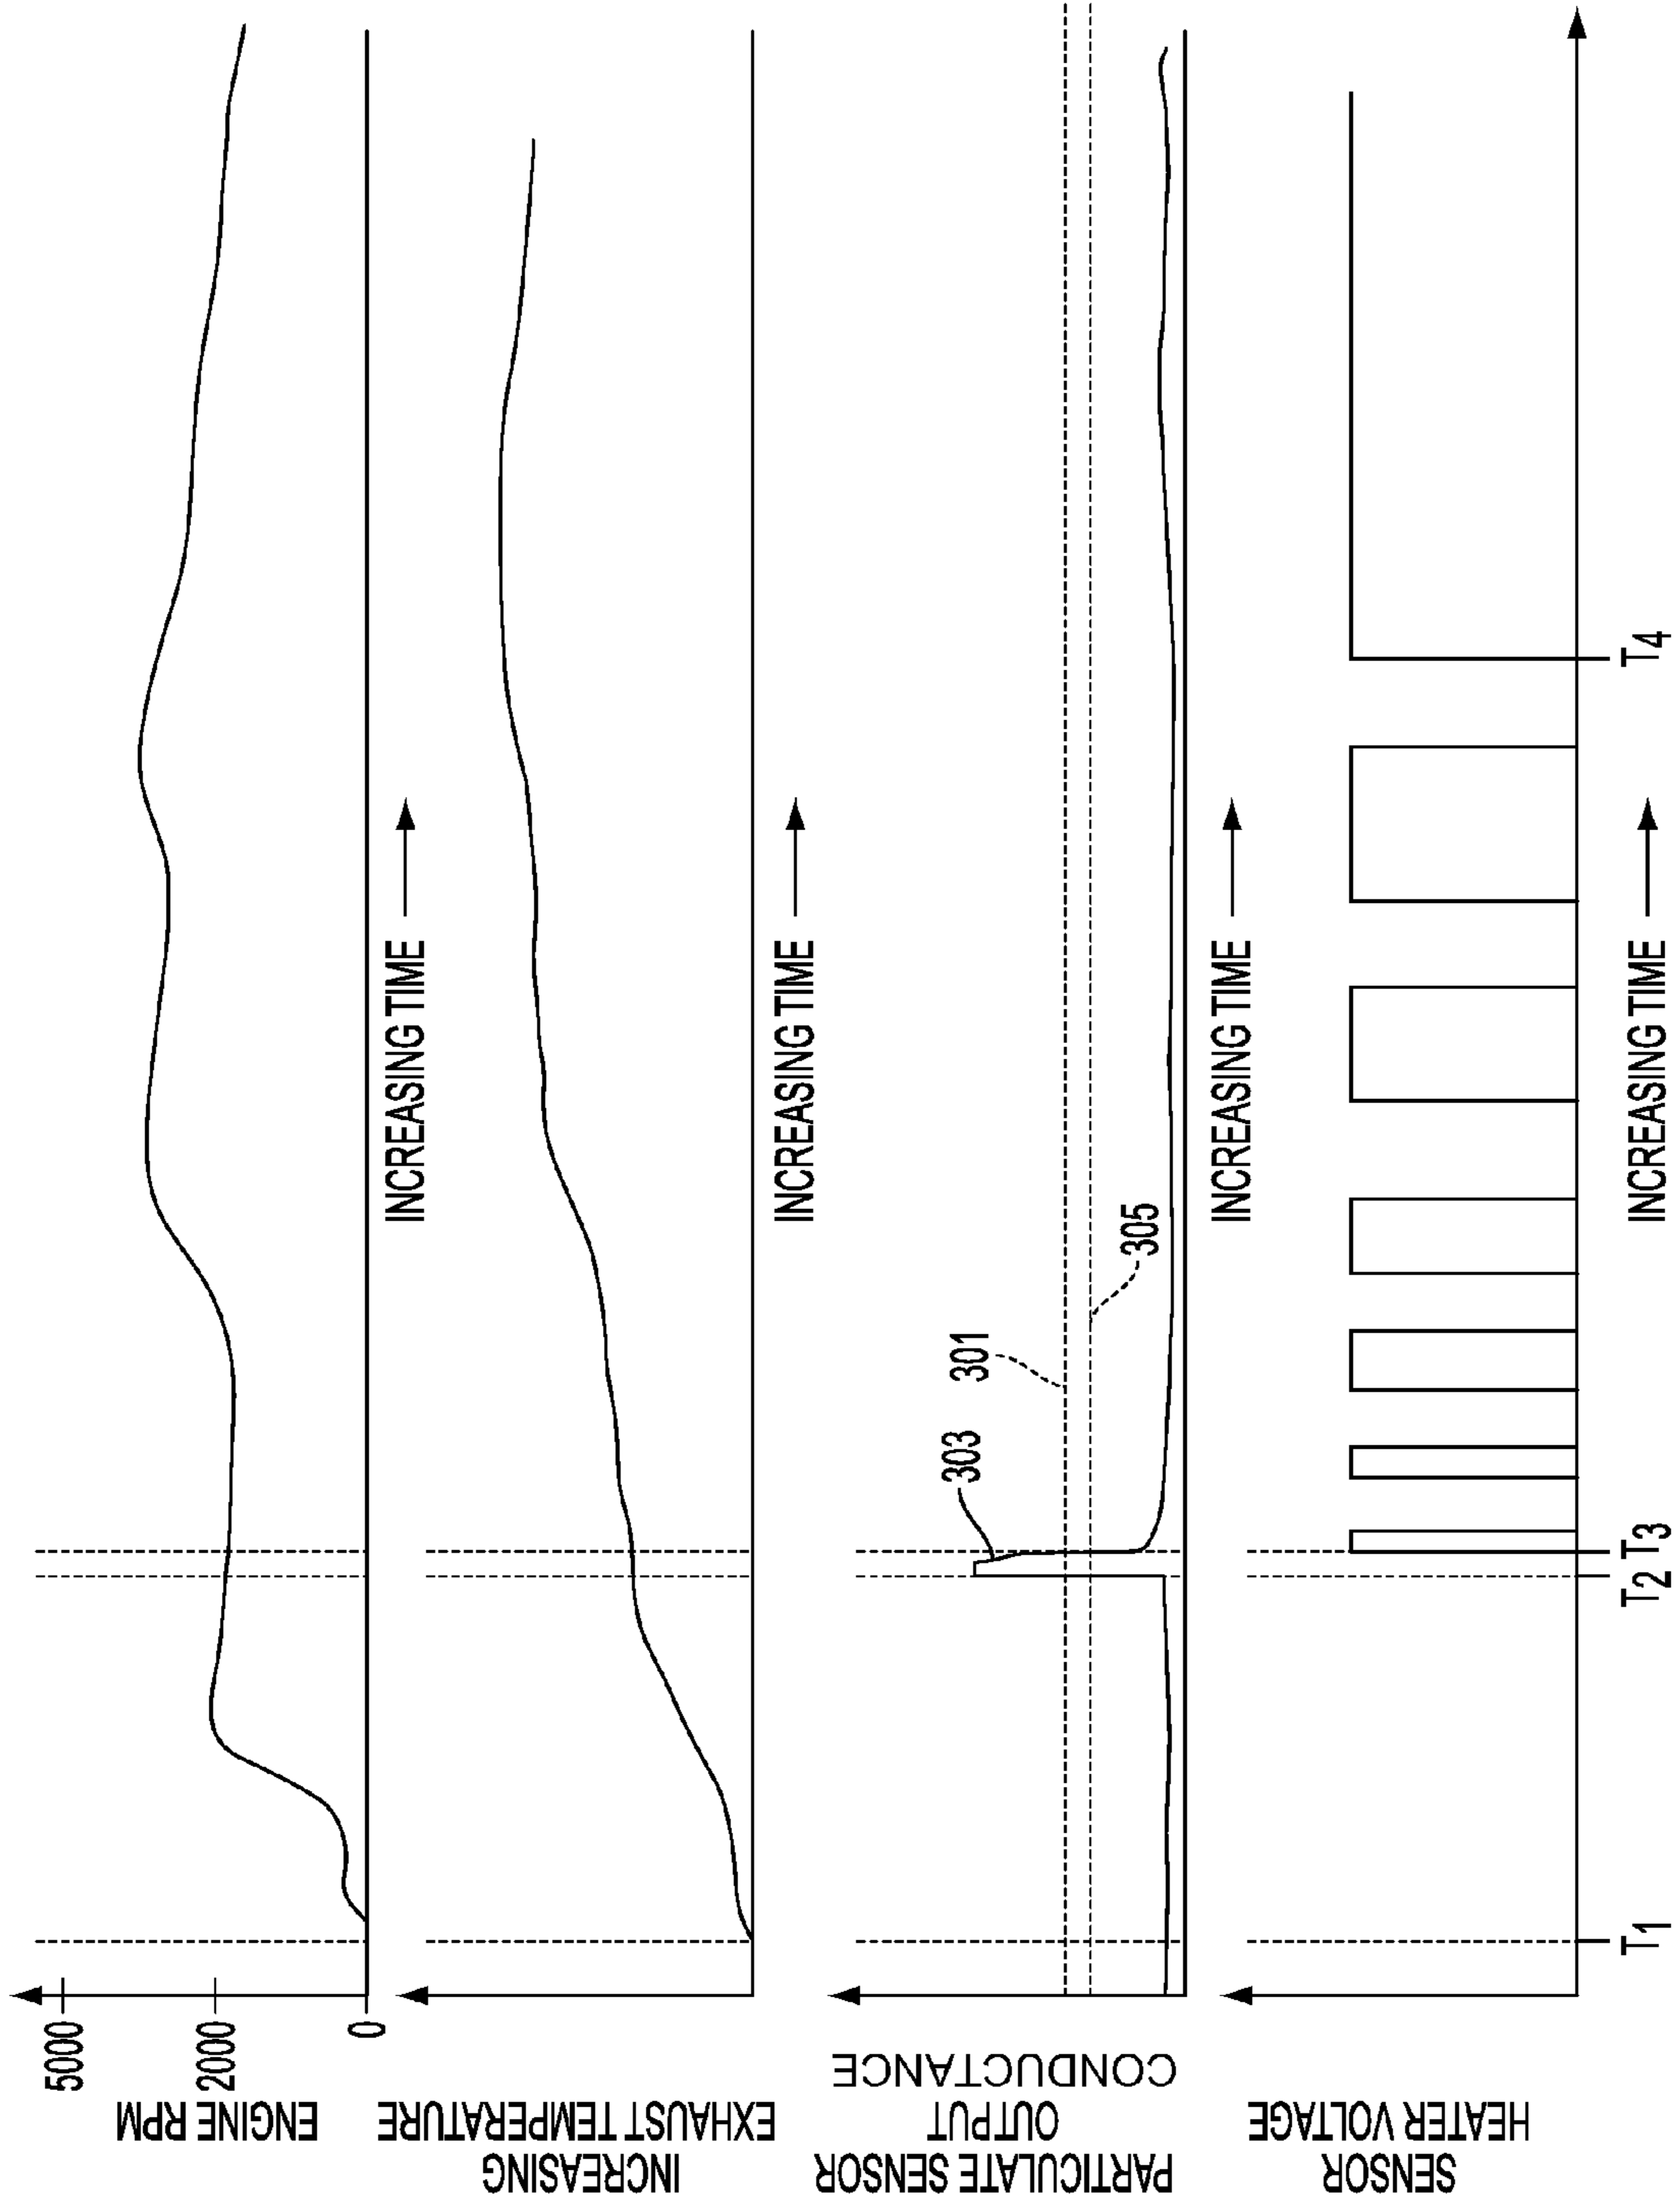 5000
2000
0
ENGINE RPM
INCREASING TIME
INCREASING
EXHAUST TEMPERATURE
INCREASING TIME
PARTICULATE SENSOR
OUTPUT
CONDUCTANCE
303
301
305
INCREASING TIME
SENSOR
HEATER VOLTAGE
T1
T2
T3
T4
INCREASING TIME